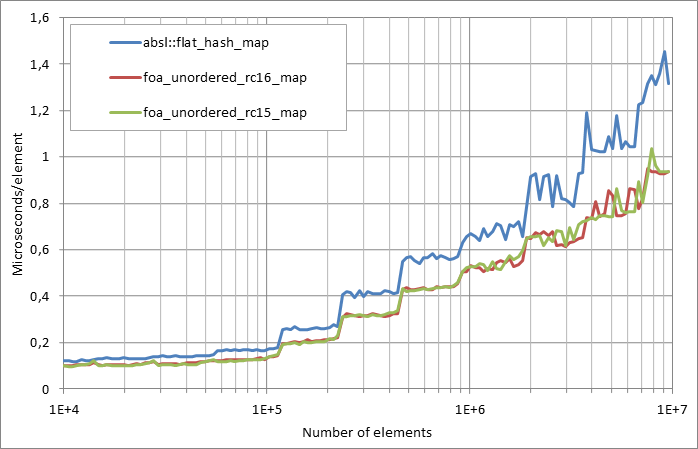 1,6
1,4
1,2
1
0,8
0,6
0,4
0,2
0
Microseconds/element
absl::flat_hash_map
foa_unordered_rc16_map
foa_unordered_rc15_map
1E+4
1E+5
1E+6
1E+7
Number of elements